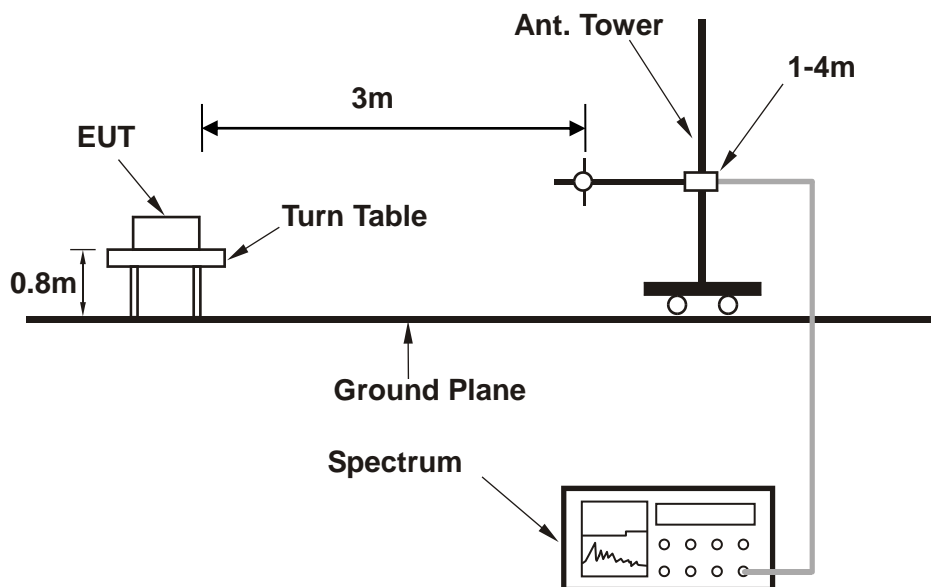 Ant. Tower
1-4m
3m
EUT
Turn Table
0.8m
Ground Plane
Spectrum